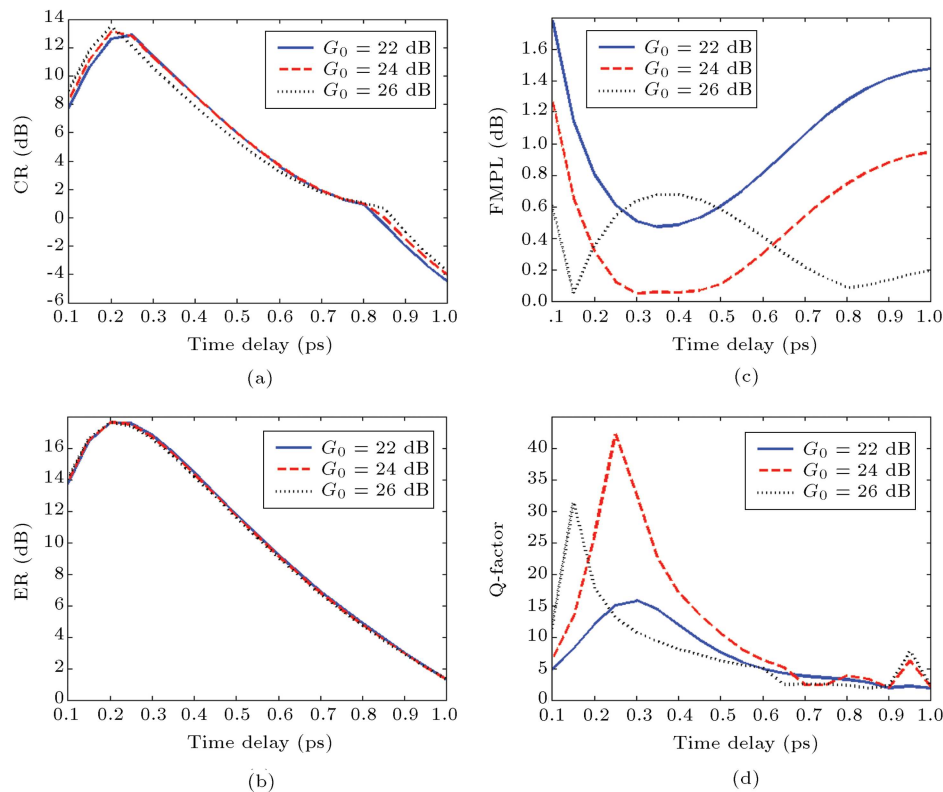 14
12
10
8
6
4
2
0
-2
-4
-6
CR (dB)
G0 = 22 dB
G0 = 24 dB
G0 = 26 dB
0.1 0.2 0.3 0.4 0.5 0.6 0.7 0.8 0.9 1.0
Time delay (ps)
(a)
1.6
1.4
1.2
1.0
0.8
0.6
0.4
0.2
0.0
FMPL (dB)
G0 = 22 dB
G0 = 24 dB
G0 = 26 dB
.1 0.2 0.3 0.4 0.5 0.6 0.7 0.8 0.9 1.0
Time delay (ps)
(c)
16
14
12
10
8
6
4
2
0
ER (dB)
G0 = 22 dB
G0 = 24 dB
G0 = 26 dB
0.1 0.2 0.3 0.4 0.5 0.6 0.7 0.8 0.9 1.0
Time delay (ps)
(b)
40
35
30
25
20
15
10
5
0
Q-factor
G0 = 22 dB
G0 = 24 dB
G0 = 26 dB
0.1 0.2 0.3 0.4 0.5 0.6 0.7 0.8 0.9 1.0
Time delay (ps)
(d)